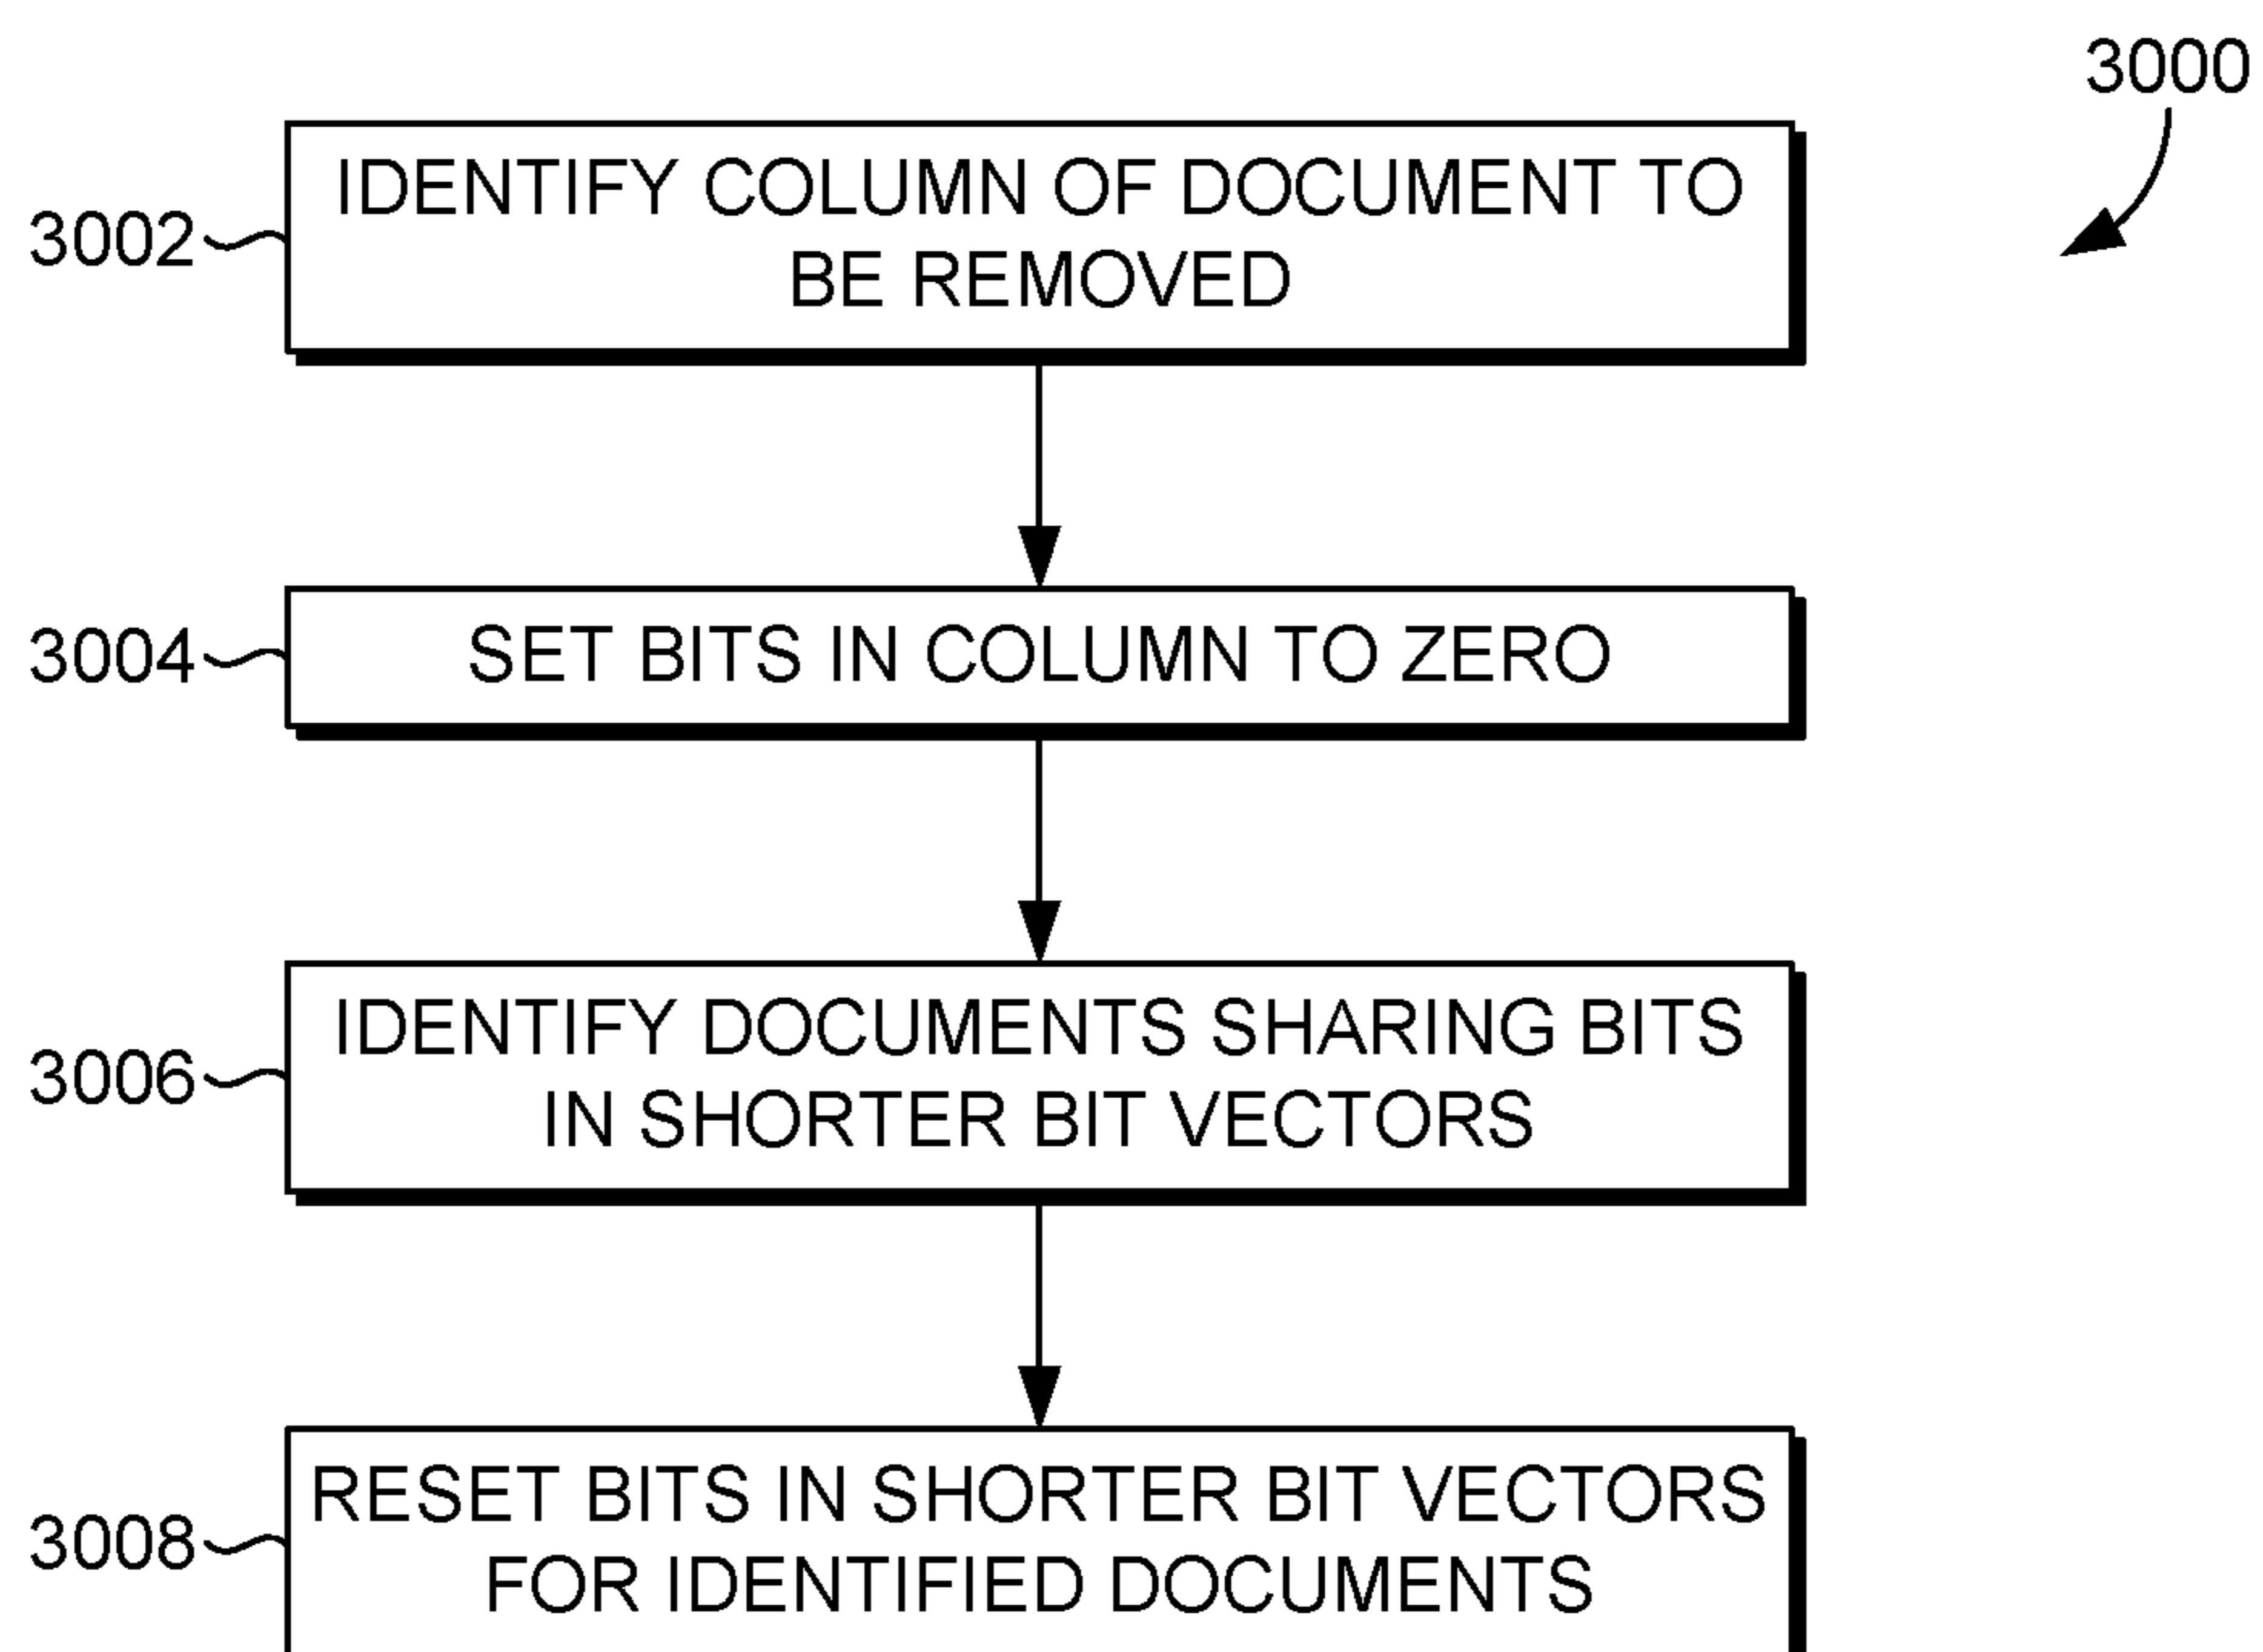 3000
IDENTIFY COLUMN OF DOCUMENT TO
BE REMOVED
3002
SET BITS IN COLUMN TO ZERO
3004
IDENTIFY DOCUMENTS SHARING BITS
IN SHORTER BIT VECTORS
3006
RESET BITS IN SHORTER BIT VECTORS
FOR IDENTIFIED DOCUMENTS
3008